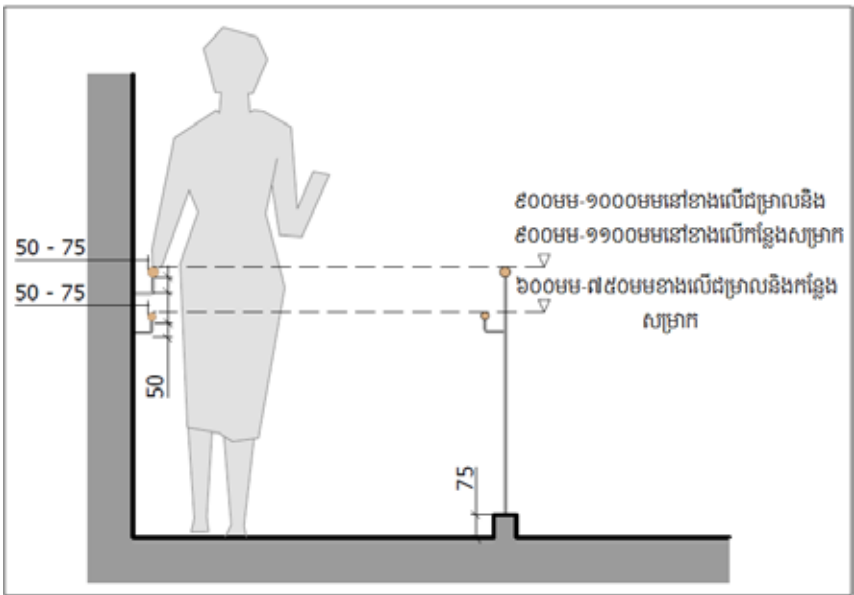 ៩០០មម-១០០០មមនៅខាងលើជម្រាលនិង
៩០០មម-១១០០មមនៅខាងលើកន្លែងសម្រាក
50 - 75
50 - 75
៦០០មម-៧៥០មមខាងលើជម្រាលនិងកន្លែង
សម្រាក
50
75